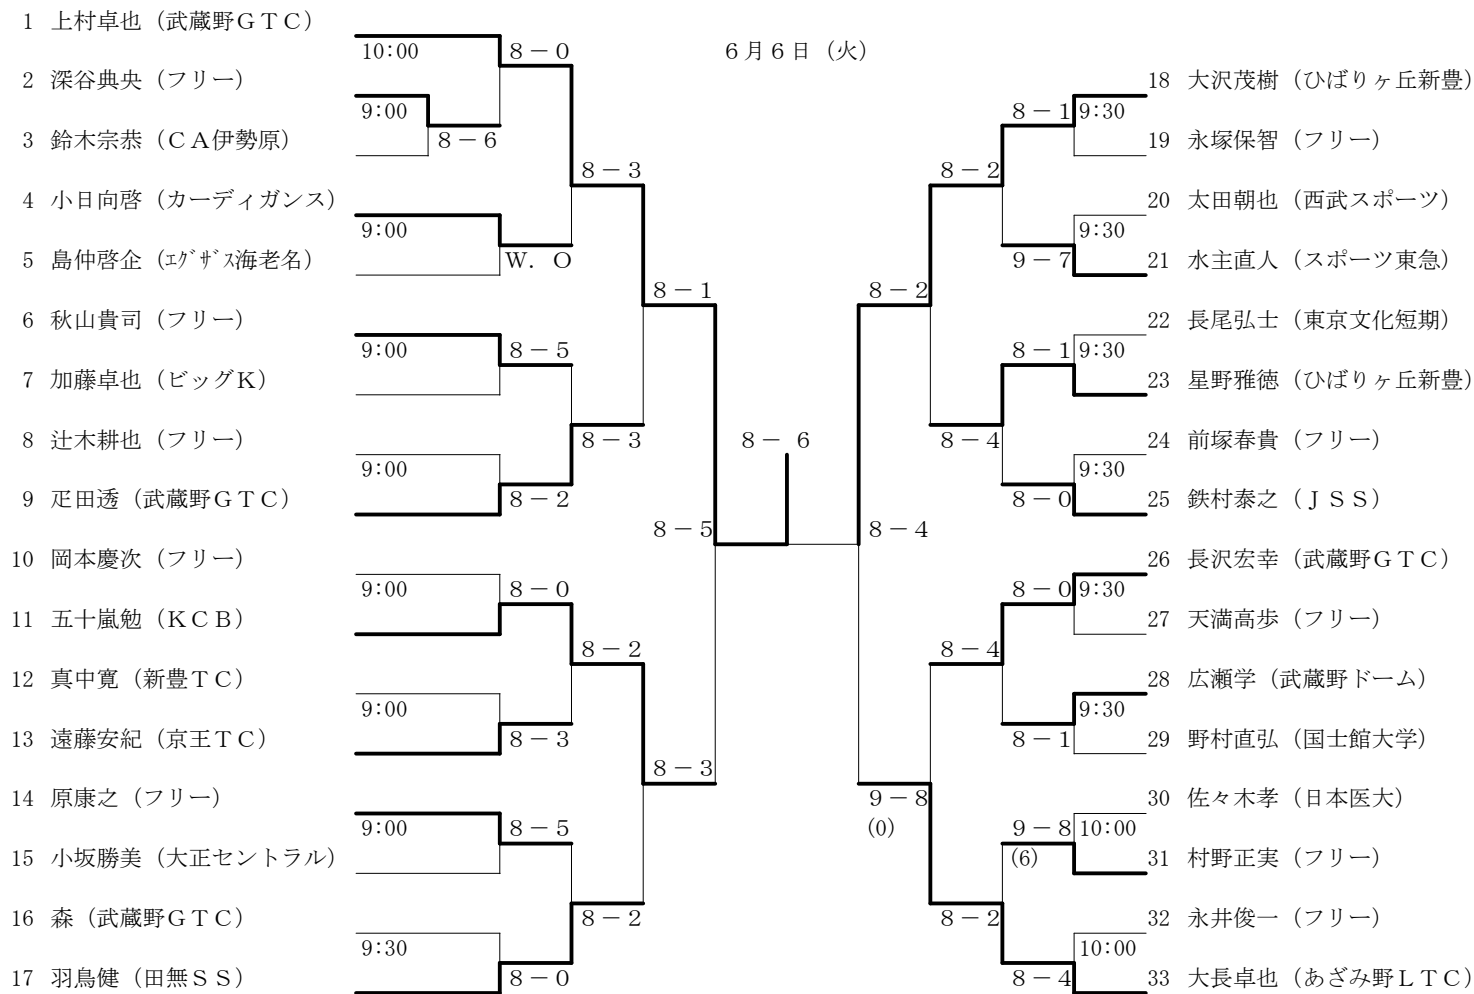 6月6日（火）
1 上村卓也（武蔵野GTC）
10:00
8－0
2 深谷典央（フリー）
9:00
8－6
3 鈴木宗恭（CA伊勢原）
8－3
4 小日向啓（カーディガンス）
9:00
W. O
5 島仲啓企（ｴｸﾞｻﾞｽ海老名）
8－1
6 秋山貴司（フリー）
9:00
8－5
7 加藤卓也（ビッグK）
8－3
8 辻木耕也（フリー）
9:00
8－2
9 疋田透（武蔵野GTC）
8－5
10 岡本慶次（フリー）
9:00
8－0
11 五十嵐勉（KCB）
8－2
12 真中寛（新豊TC）
9:00
8－3
13 遠藤安紀（京王TC）
8－3
14 原康之（フリー）
9:00
8－5
15 小坂勝美（大正セントラル）
8－2
16 森（武蔵野GTC）
9:30
8－0
17 羽鳥健（田無SS）
8－6
18 大沢茂樹（ひばりヶ丘新豊）
8－1
9:30
19 永塚保智（フリー）
8－2
20 太田朝也（西武スポーツ）
9:30
9－7
21 水主直人（スポーツ東急）
8－2
22 長尾弘士（東京文化短期）
8－1
9:30
23 星野雅徳（ひばりヶ丘新豊）
8－4
24 前塚春貴（フリー）
9:30
8－0
25 鉄村泰之（JSS）
8－4
26 長沢宏幸（武蔵野GTC）
8－0
9:30
27 天満高歩（フリー）
8－4
28 広瀬学（武蔵野ドーム）
9:30
8－1
29 野村直弘（国士館大学）
9－8
(0)
30 佐々木孝（日本医大）
9－8
10:00
(6)
31 村野正実（フリー）
8－2
32 永井俊一（フリー）
10:00
8－4
33 大長卓也（あざみ野LTC）